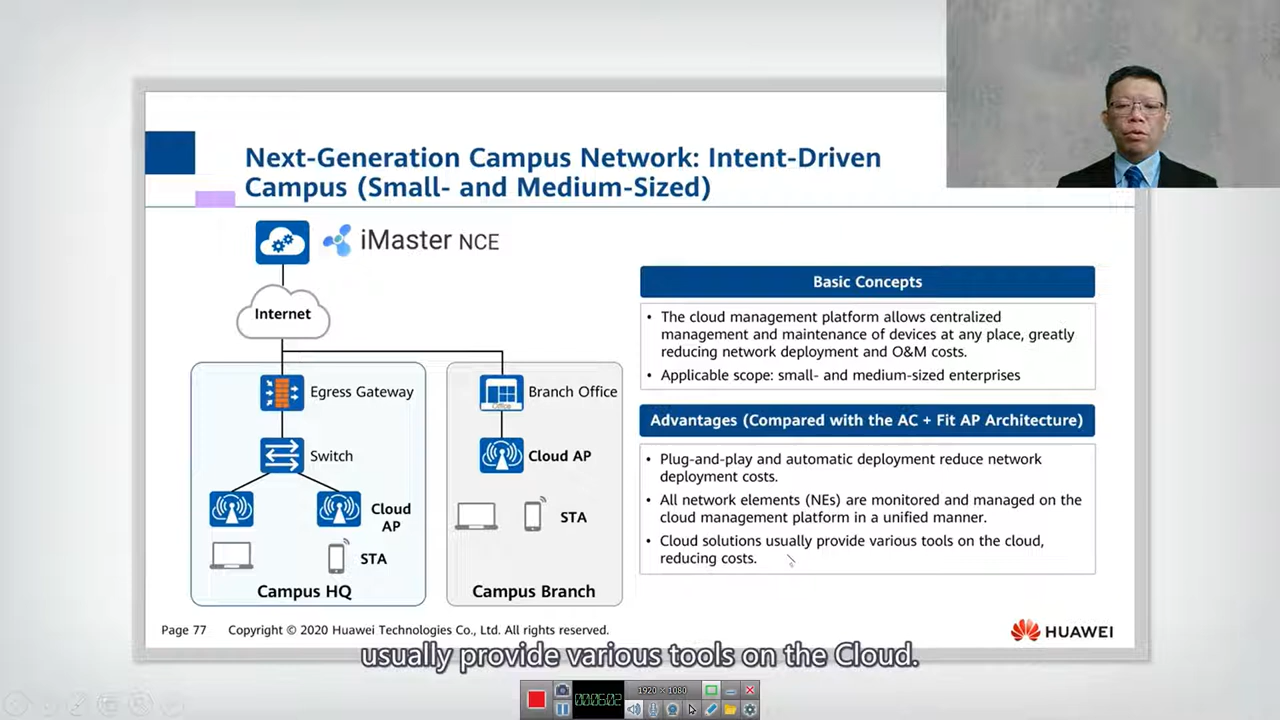 Next-Generation Campus Network: Intent-Driven
Campus (Small- and Medium-Sized)
iMaster NCE
Internet
Egress Gateway
Switch
Cloud
AP
STA
Campus HQ
Branch Office
Office
Cloud AP
STA
Campus Branch
Basic Concepts
• The cloud management platform allows centralized
management and maintenance of devices at any place, greatly
reducing network deployment and O&M costs.
• Applicable scope: small- and medium-sized enterprises
Advantages (Compared with the AC + Fit AP Architecture)
• Plug-and-play and automatic deployment reduce network
deployment costs.
• All network elements (NEs) are monitored and managed on the
cloud management platform in a unified manner.
• Cloud solutions usually provide various tools on the cloud,
reducing costs.
Page 77 Copyright © 2020 Huawei Technologies Co., Ltd. All rights reserved.
HUAWEI
usually provide various tools on the Cloud.
000:06:02
1920 × 1080